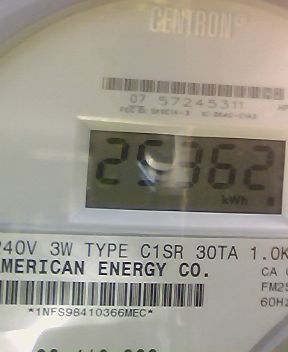 CENTRON®
07 57245311
25362
kWh
240V 3W TYPE C1SR 30TA 1.0K
AMERICAN ENERGY CO.
CA
FM2S
60Hz
*1NFS98410366MEC*